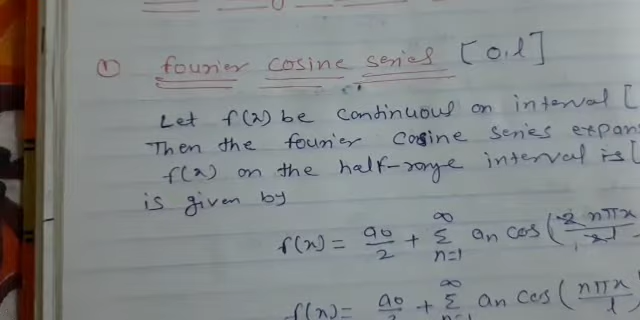 ① fourier cosine series [0,l]
Let f(x) be continuous on interval [
Then the fourier cosine series expan
f(x) on the half-range interval is [
is given by
f(x) = a0/2 + ∞ Σ n=1 an cos(2nπx/2l
f(x) = a0/2 + ∞ Σ n=1 an cos(nπx/l